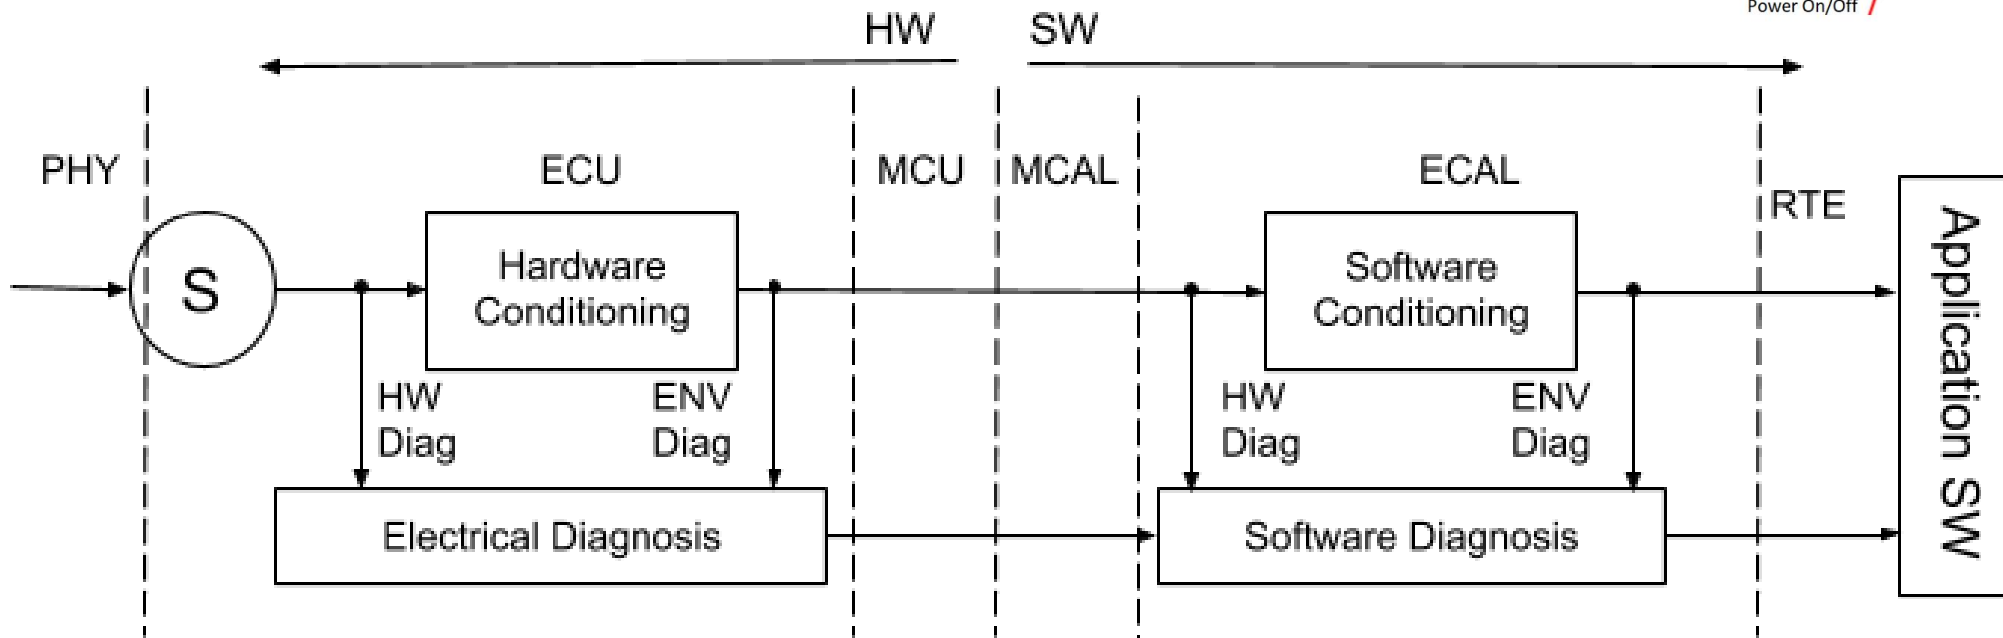 Power On/Off /
HW SW
PHY ECU MCU MCAL ECAL
RTE
S
Hardware
Conditioning
Software
Conditioning
Application SW
HW
Diag
ENV
Diag
HW
Diag
ENV
Diag
Electrical Diagnosis
Software Diagnosis